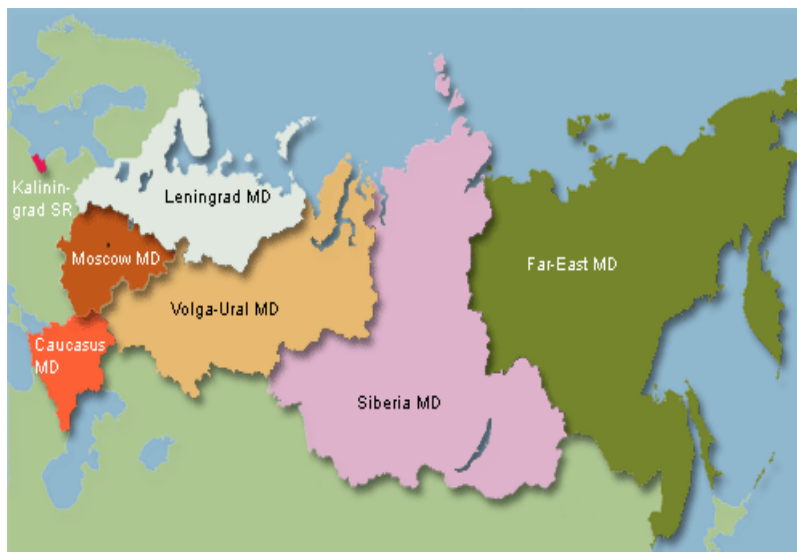 Kalinin-
grad SR
Leningrad MD
Moscow MD
Volga-Ural MD
Caucasus
MD
Siberia MD
Far-East MD